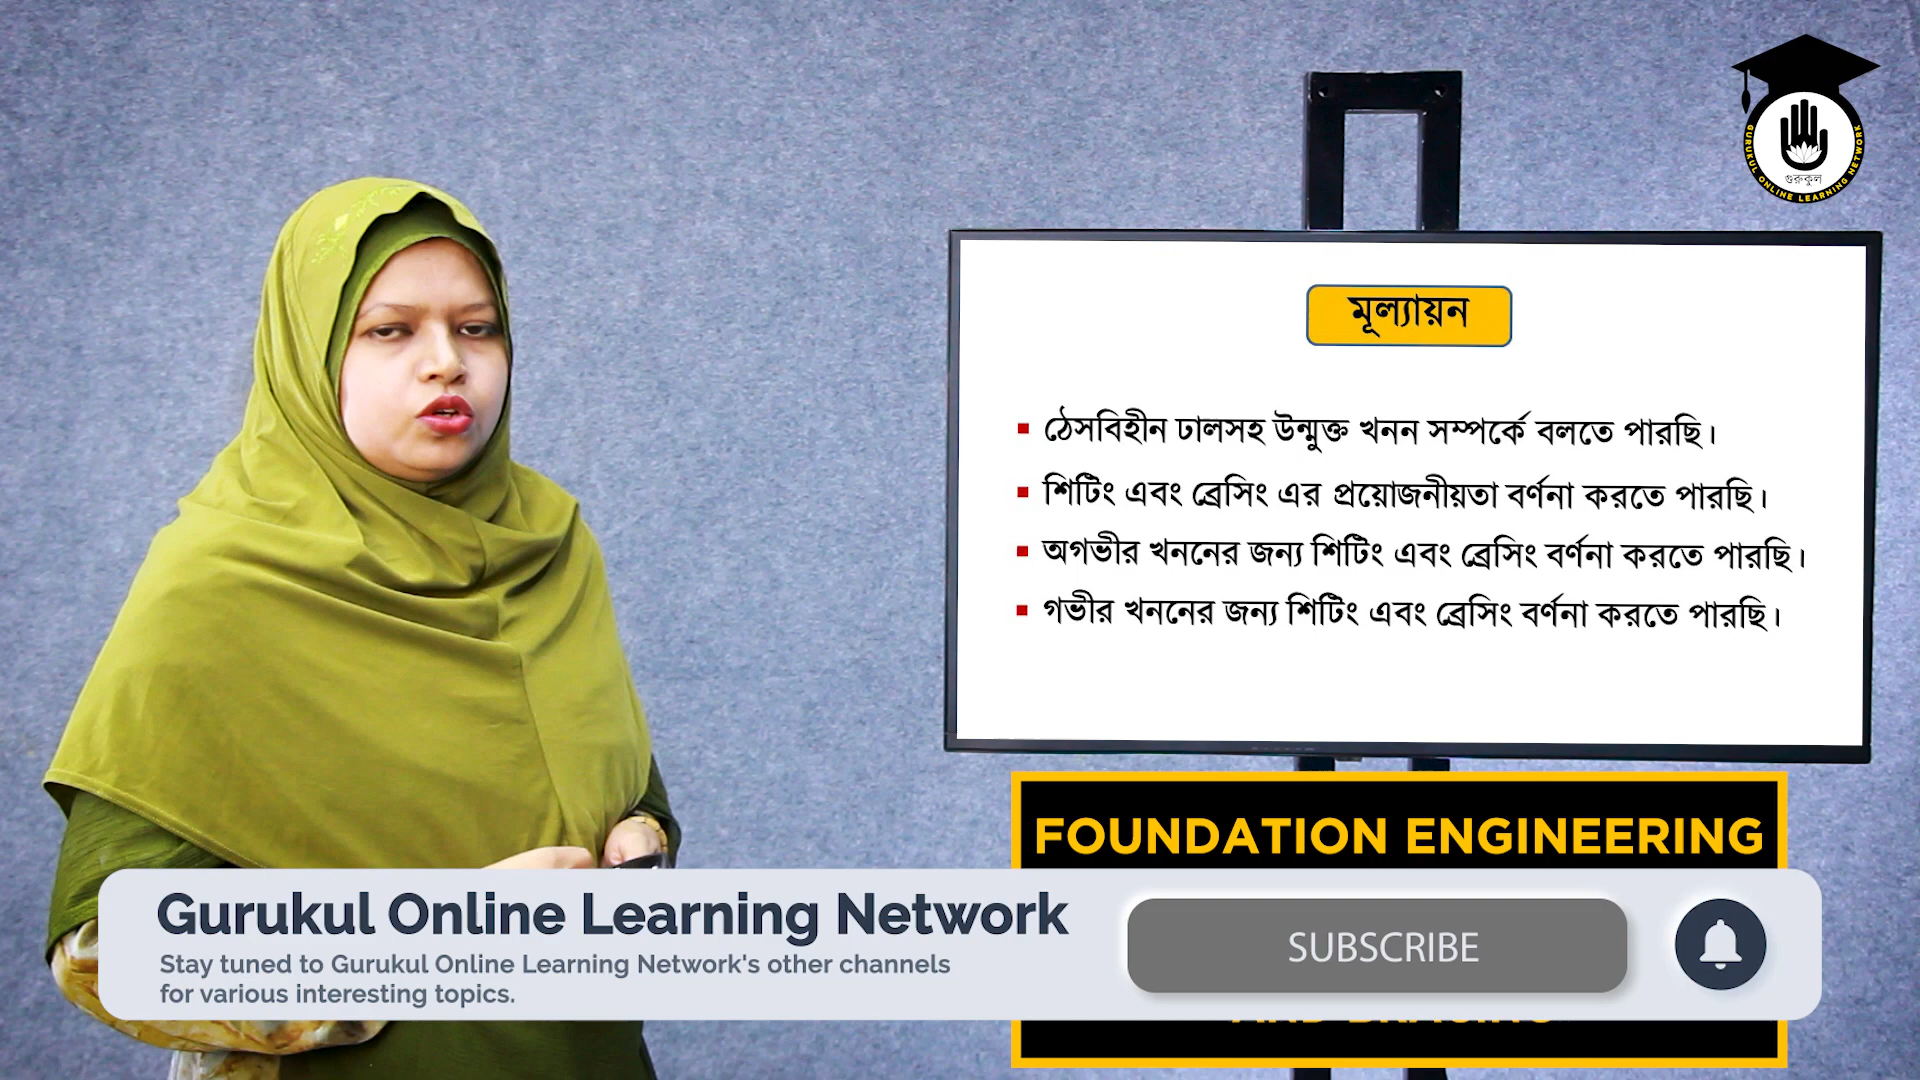 GURUKUL ONLINE LEARNING NETWORK
গুরুকুল
মূল্যায়ন
ঠেসবিহীন ঢালসহ উন্মুক্ত খনন সম্পর্কে বলতে পারছি।
শিটিং এবং ব্রেসিং এর প্রয়োজনীয়তা বর্ণনা করতে পারছি।
অগভীর খননের জন্য শিটিং এবং ব্রেসিং বর্ণনা করতে পারছি।
গভীর খননের জন্য শিটিং এবং ব্রেসিং বর্ণনা করতে পারছি।
FOUNDATION ENGINEERING
Gurukul Online Learning Network
Stay tuned to Gurukul Online Learning Network's other channels
for various interesting topics.
SUBSCRIBE